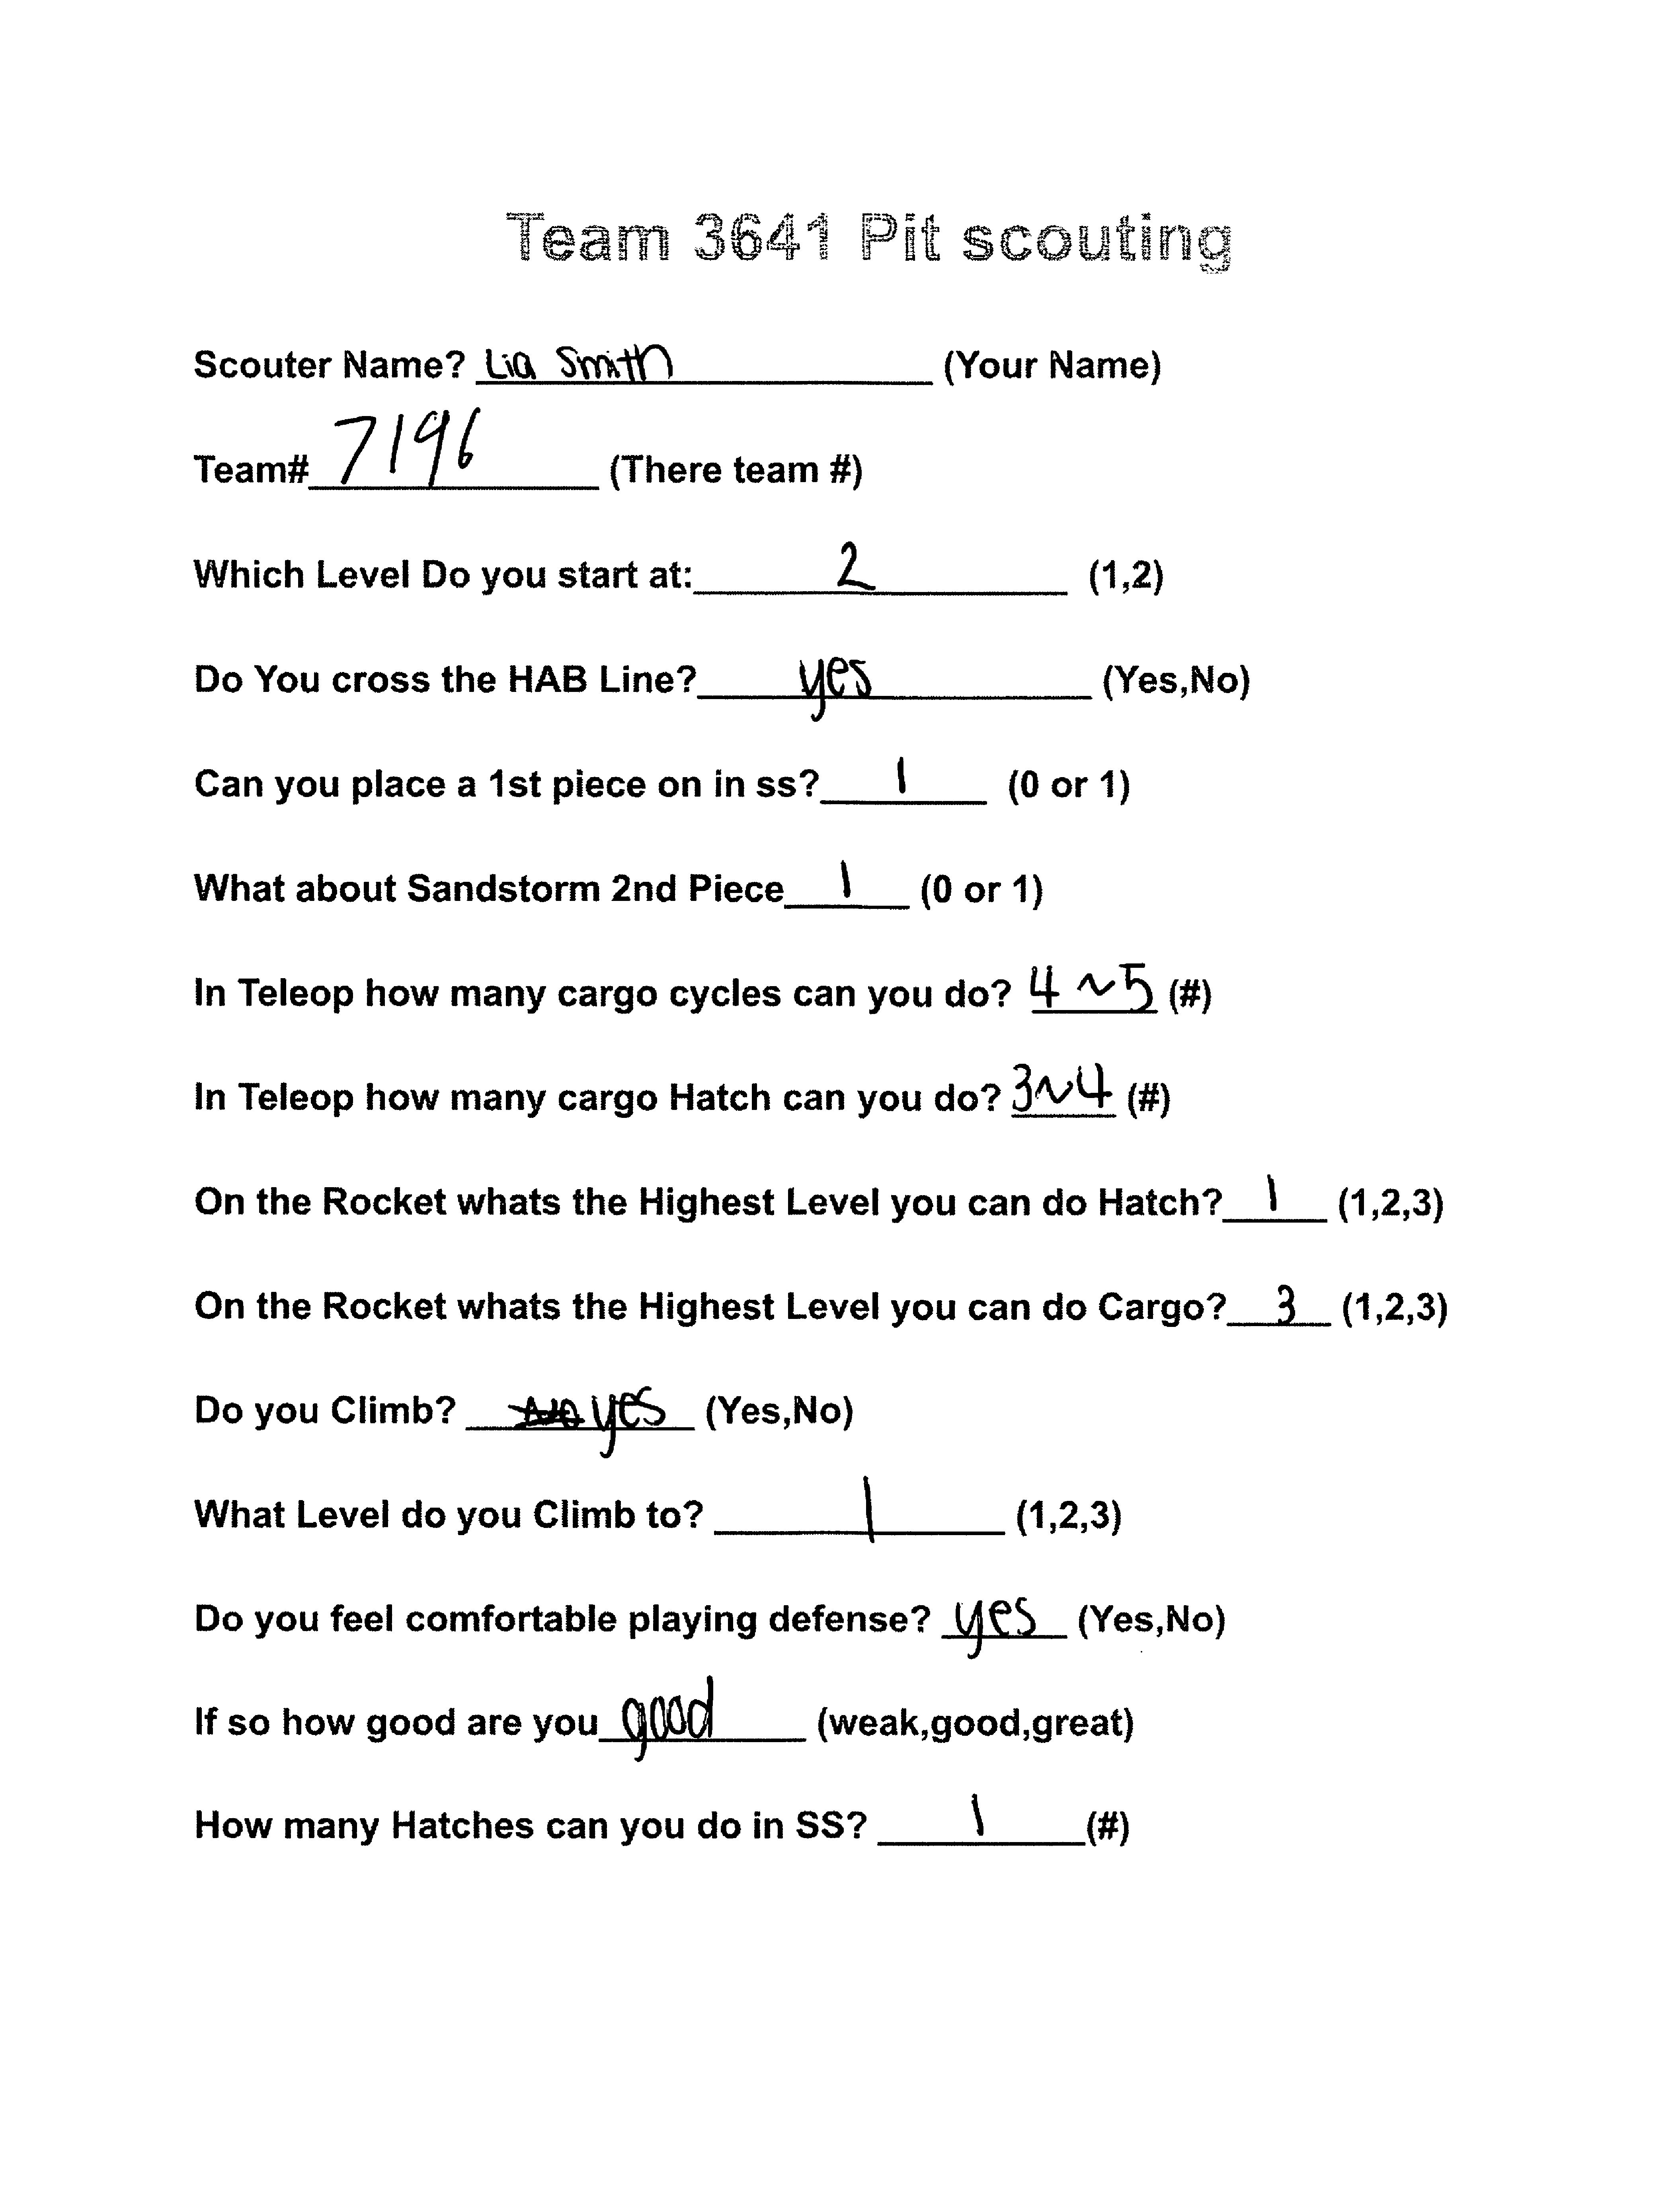 Team 3641 Pit scouting
Scouter Name? Lia Smith (Your Name)
Team# 7196 (There team #)
Which Level Do you start at: 2 (1,2)
Do You cross the HAB Line? yes (Yes,No)
Can you place a 1st piece on in ss? 1 (0 or 1)
What about Sandstorm 2nd Piece 1 (0 or 1)
In Teleop how many cargo cycles can you do? 4 ~ 5 (#)
In Teleop how many cargo Hatch can you do? 3~4 (#)
On the Rocket whats the Highest Level you can do Hatch? 1 (1,2,3)
On the Rocket whats the Highest Level you can do Cargo? 3 (1,2,3)
Do you Climb? yes (Yes,No)
What Level do you Climb to? 1 (1,2,3)
Do you feel comfortable playing defense? yes (Yes,No)
If so how good are you good (weak,good,great)
How many Hatches can you do in SS? 1 (#)